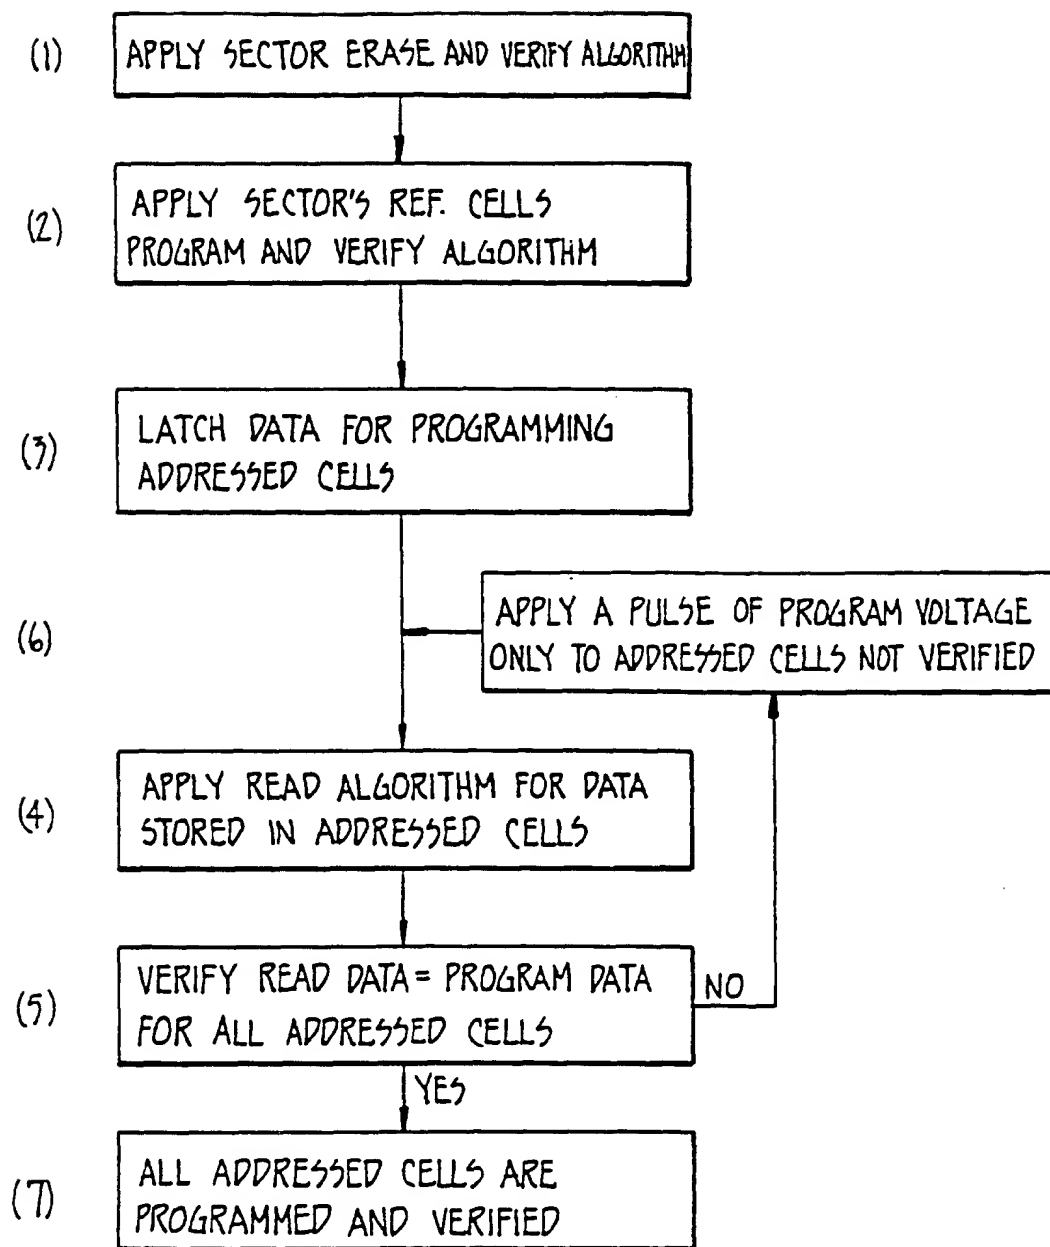 (1)
APPLY SECTOR ERASE AND VERIFY ALGORITHM
(2)
APPLY SECTOR'S REF. CELLS
PROGRAM AND VERIFY ALGORITHM
(3)
LATCH DATA FOR PROGRAMMING
ADDRESSED CELLS
(6)
APPLY A PULSE OF PROGRAM VOLTAGE
ONLY TO ADDRESSED CELLS NOT VERIFIED
(4)
APPLY READ ALGORITHM FOR DATA
STORED IN ADDRESSED CELLS
(5)
VERIFY READ DATA = PROGRAM DATA
FOR ALL ADDRESSED CELLS
NO
YES
(7)
ALL ADDRESSED CELLS ARE
PROGRAMMED AND VERIFIED